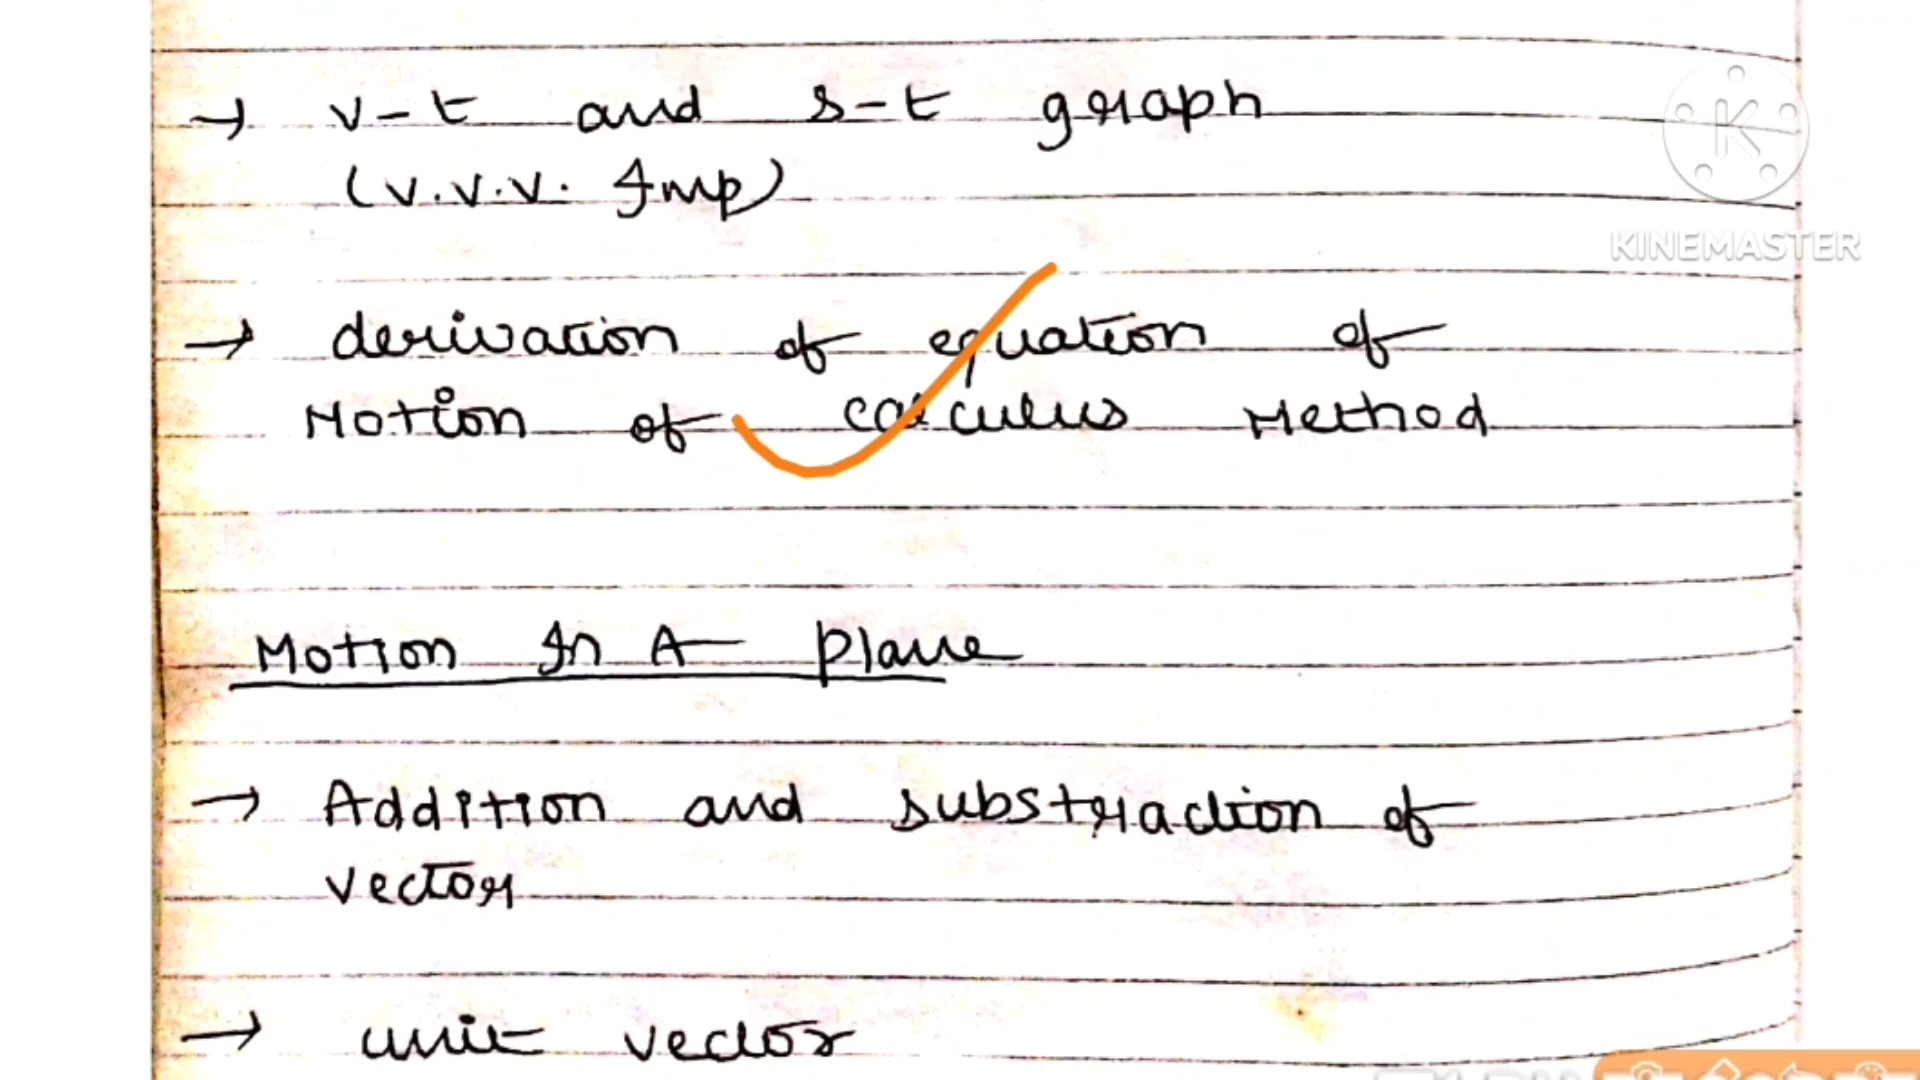 → v-t and s-t graph
(v.v.v. Imp)
→ derivation of equation of
Motion of calculus Method
Motion In A plane
→ Addition and substraction of
vector
→ unit vector
KINEMASTER